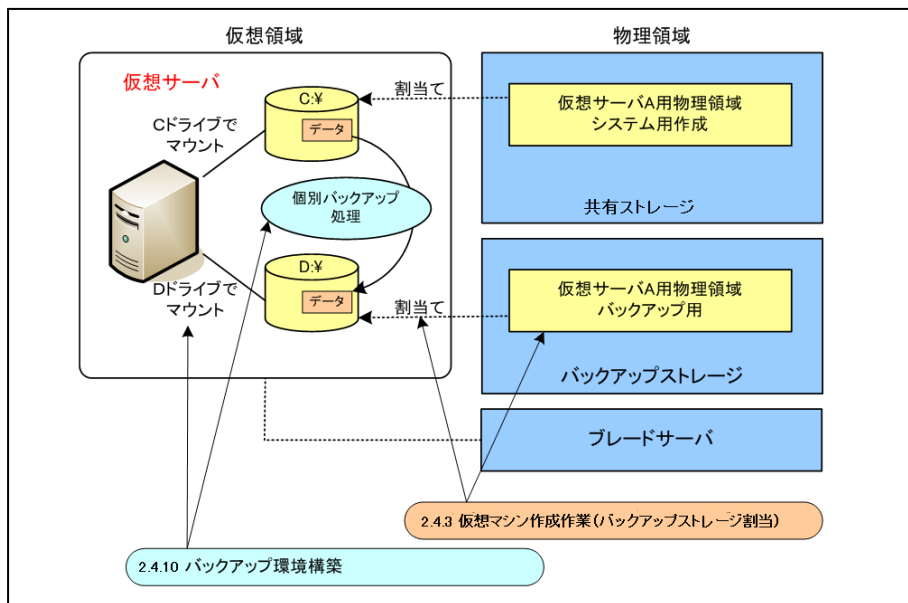 仮想領域
物理領域
仮想サーバ
C:¥
データ
Cドライブで
マウント
割当て
仮想サーバA用物理領域
システム用作成
共有ストレージ
個別バックアップ
処理
D:¥
データ
Dドライブで
マウント
割当て
仮想サーバA用物理領域
バックアップ用
バックアップストレージ
ブレードサーバ
2.4.3 仮想マシン作成作業(バックアップストレージ割当)
2.4.10 バックアップ環境構築